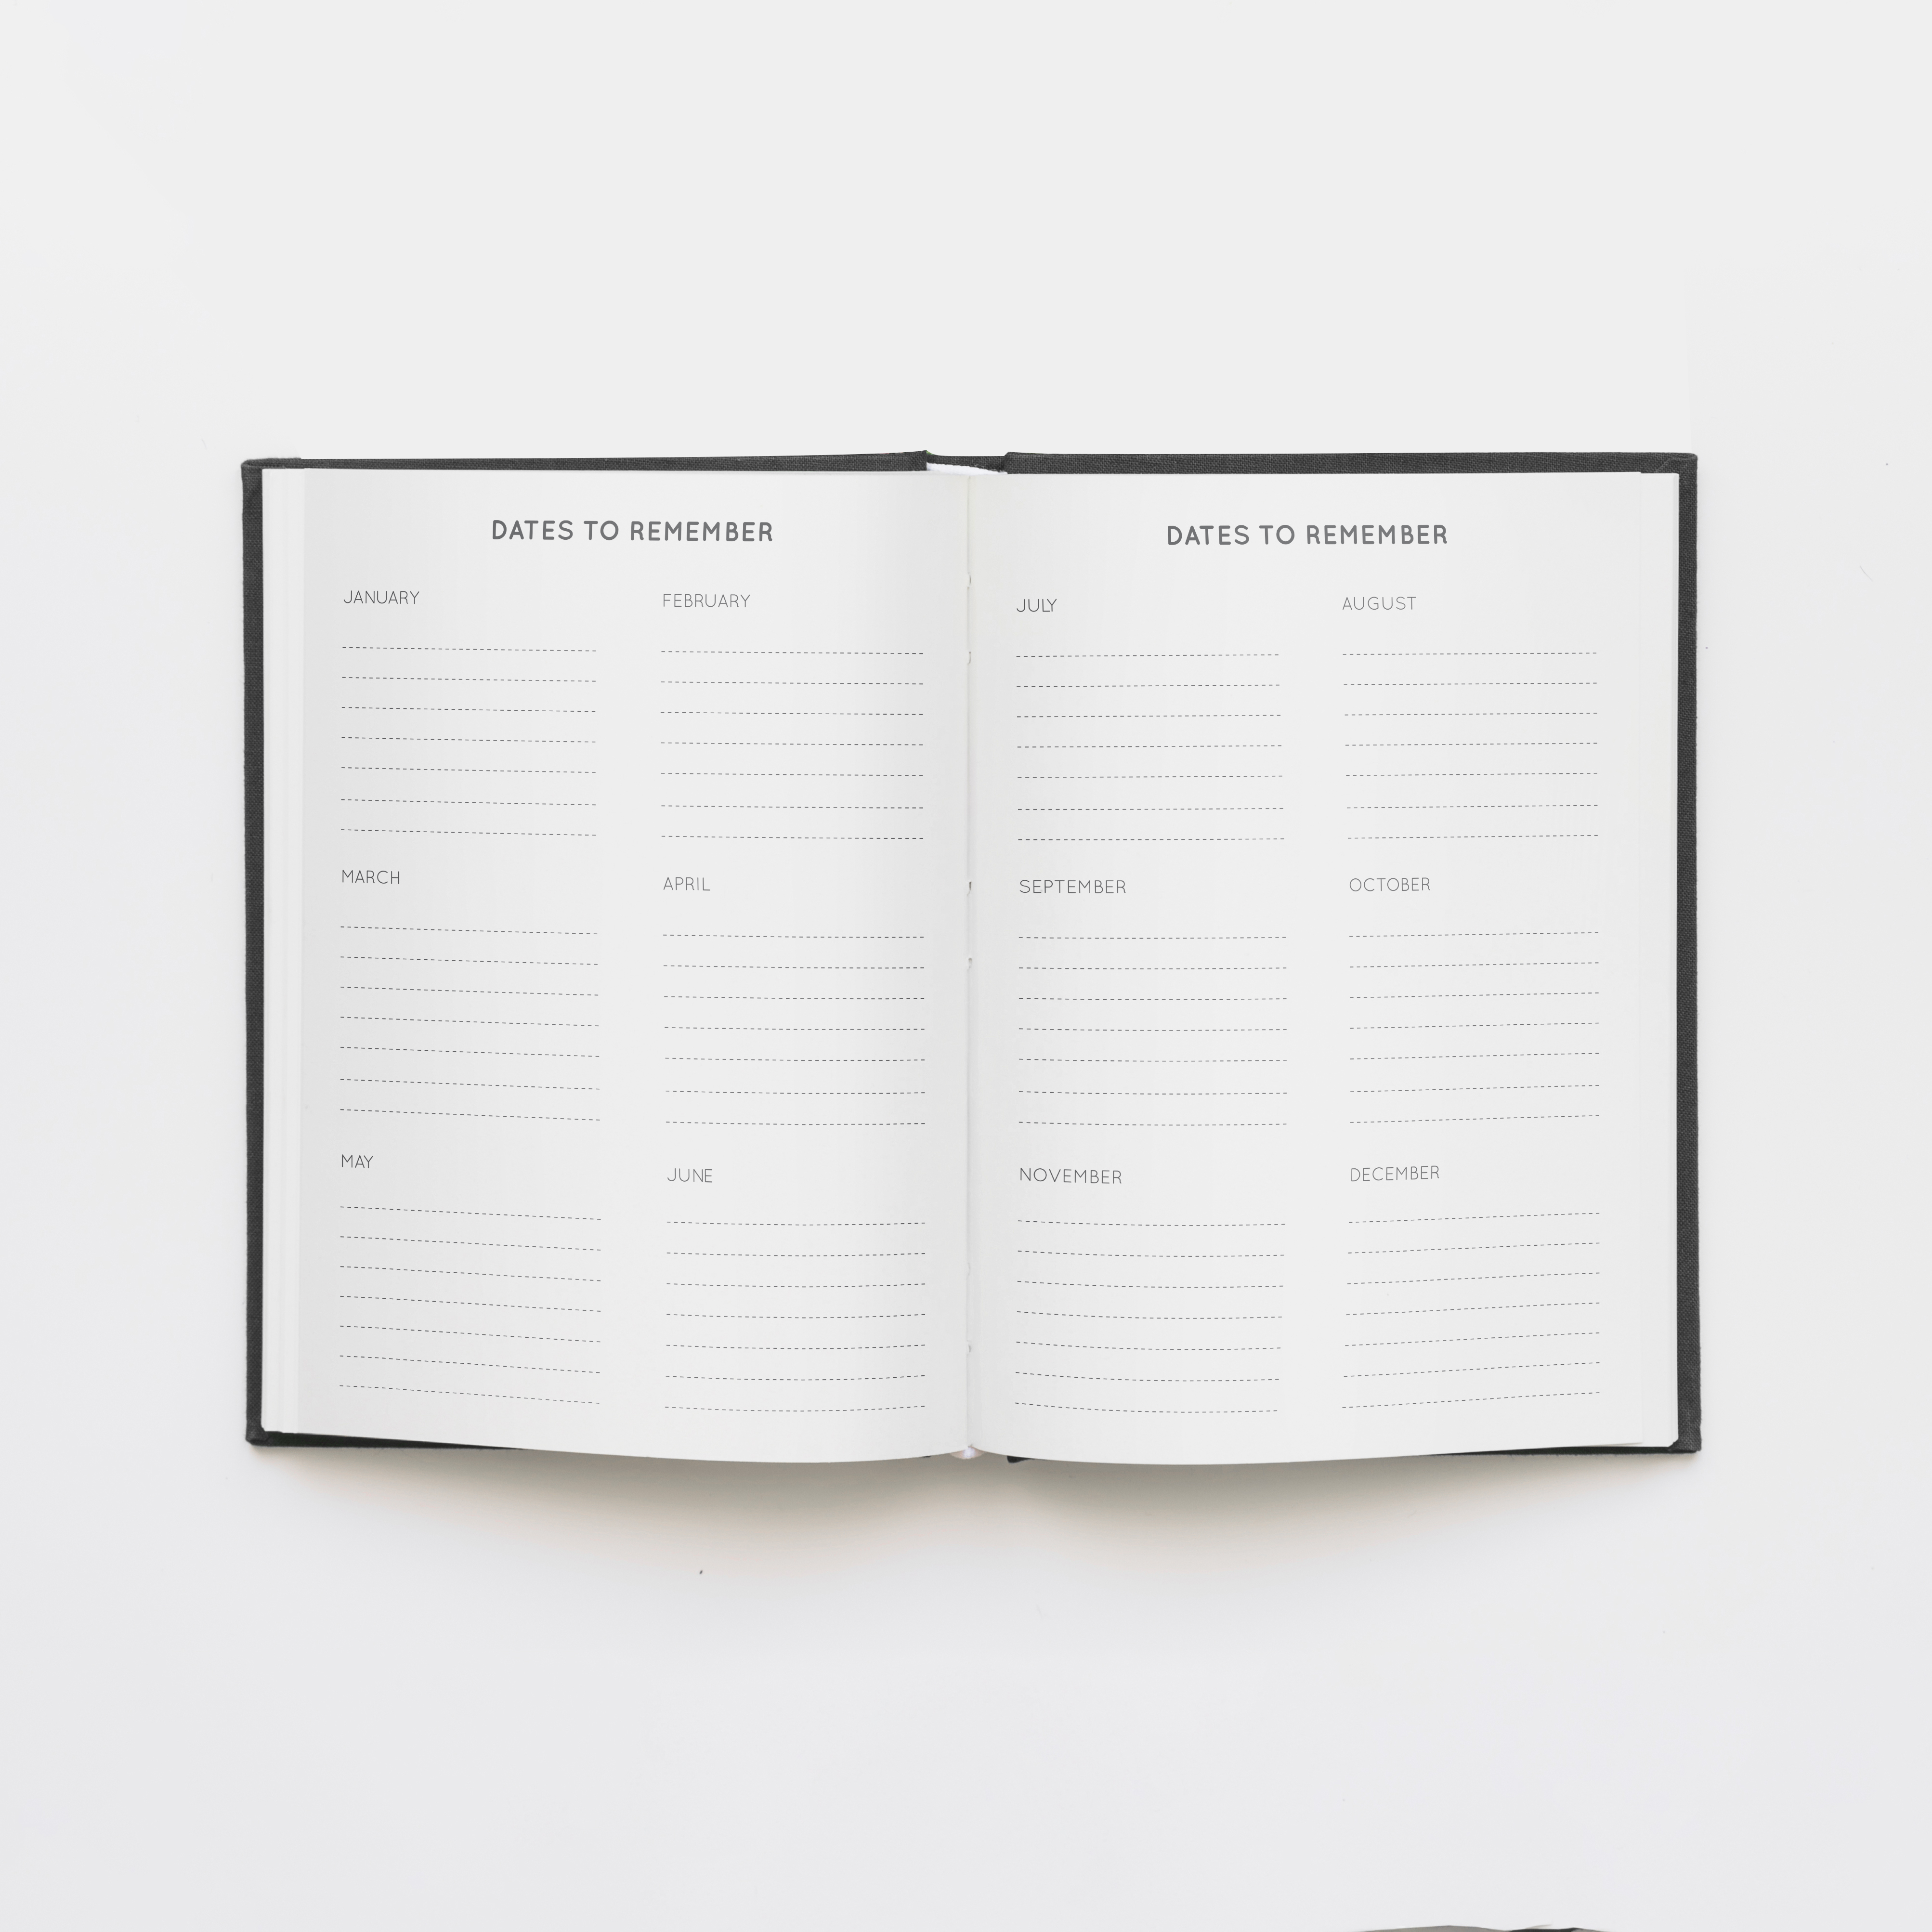 DATES TO REMEMBER
JANUARY
FEBRUARY
MARCH
APRIL
MAY
JUNE
DATES TO REMEMBER
JULY
AUGUST
SEPTEMBER
OCTOBER
NOVEMBER
DECEMBER